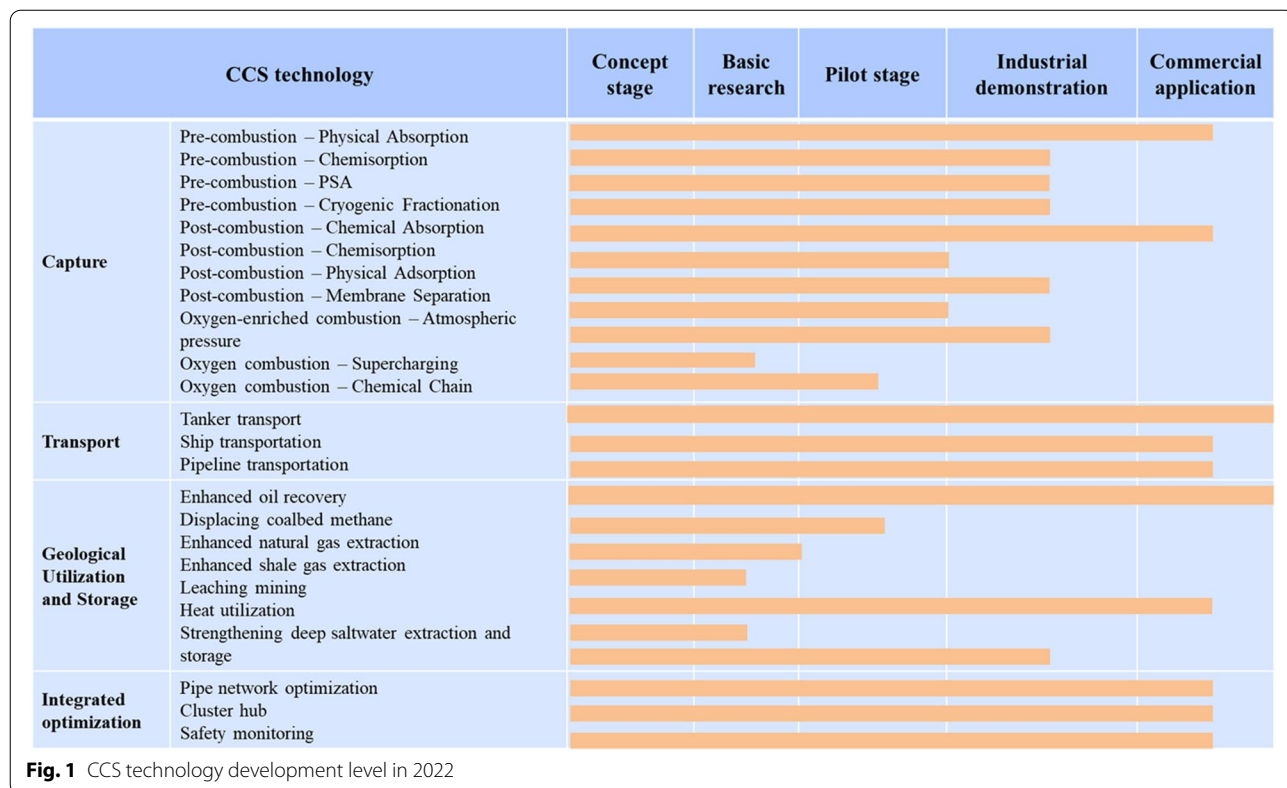 CCS technology
Concept
stage
Basic
research
Pilot stage
Industrial
demonstration
Commercial
application
Capture
Pre-combustion – Physical Absorption
Pre-combustion – Chemisorption
Pre-combustion – PSA
Pre-combustion – Cryogenic Fractionation
Post-combustion – Chemical Absorption
Post-combustion – Chemisorption
Post-combustion – Physical Adsorption
Post-combustion – Membrane Separation
Oxygen-enriched combustion – Atmospheric
pressure
Oxygen combustion – Supercharging
Oxygen combustion – Chemical Chain
Transport
Tanker transport
Ship transportation
Pipeline transportation
Geological
Utilization
and Storage
Enhanced oil recovery
Displacing coalbed methane
Enhanced natural gas extraction
Enhanced shale gas extraction
Leaching mining
Heat utilization
Strengthening deep saltwater extraction and
storage
Integrated
optimization
Pipe network optimization
Cluster hub
Safety monitoring
Fig. 1 CCS technology development level in 2022